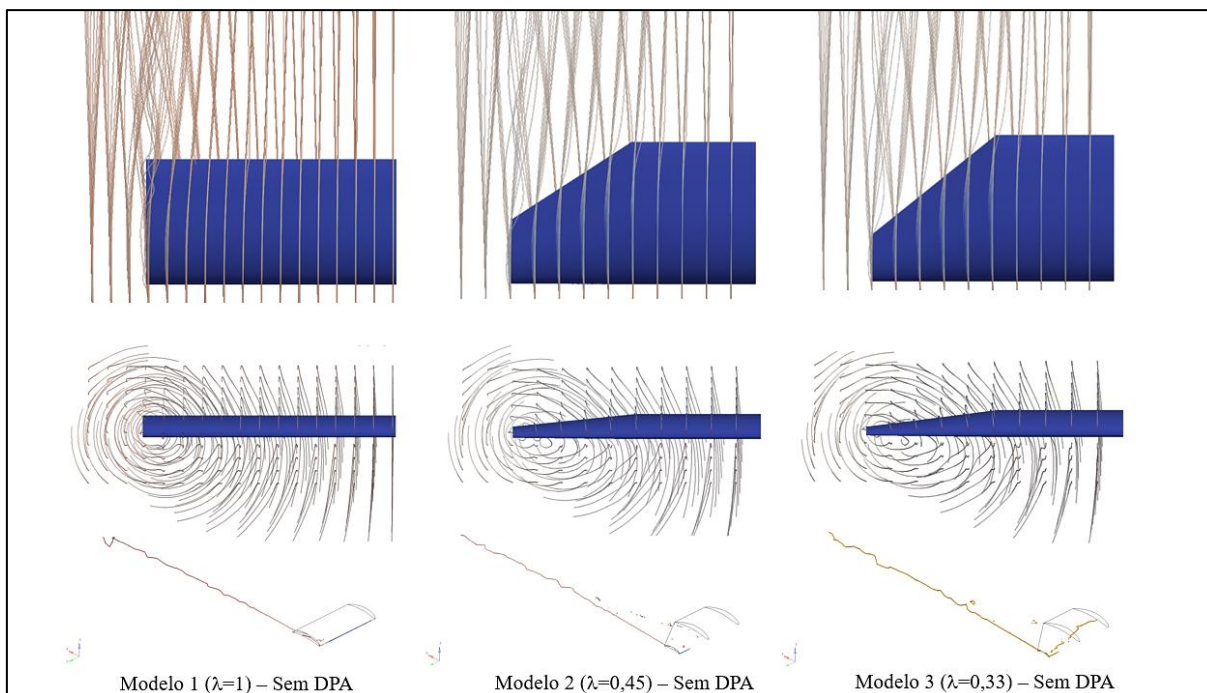 Modelo 1 (λ=1) – Sem DPA
Modelo 2 (λ=0,45) – Sem DPA
Modelo 3 (λ=0,33) – Sem DPA